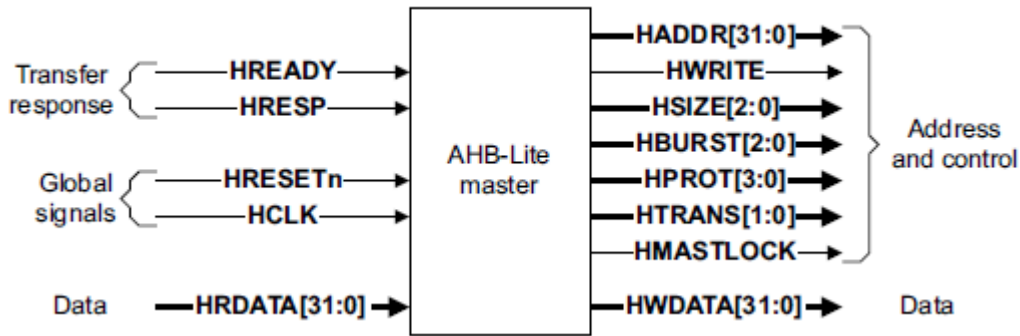 Transfer
response
HREADY
HRESP
Global
signals
HRESETn
HCLK
Data
HRDATA[31:0]
AHB-Lite
master
HADDR[31:0]
HWRITE
HSIZE[2:0]
HBURST[2:0]
HPROT[3:0]
HTRANS[1:0]
HMASTLOCK
Address
and control
HWDATA[31:0]
Data